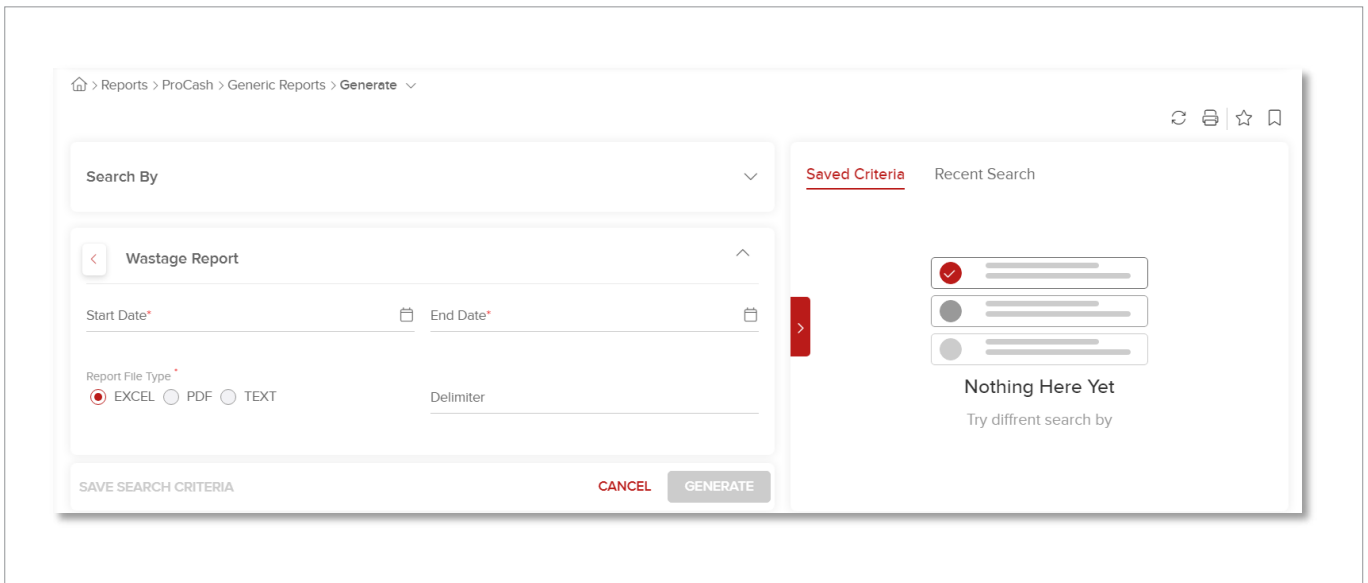 > Reports > ProCash > Generic Reports > Generate
Search By
Wastage Report
Start Date*
End Date*
Report File Type *
EXCEL PDF TEXT
Delimiter
SAVE SEARCH CRITERIA
CANCEL
GENERATE
Saved Criteria
Recent Search
Nothing Here Yet
Try diffrent search by